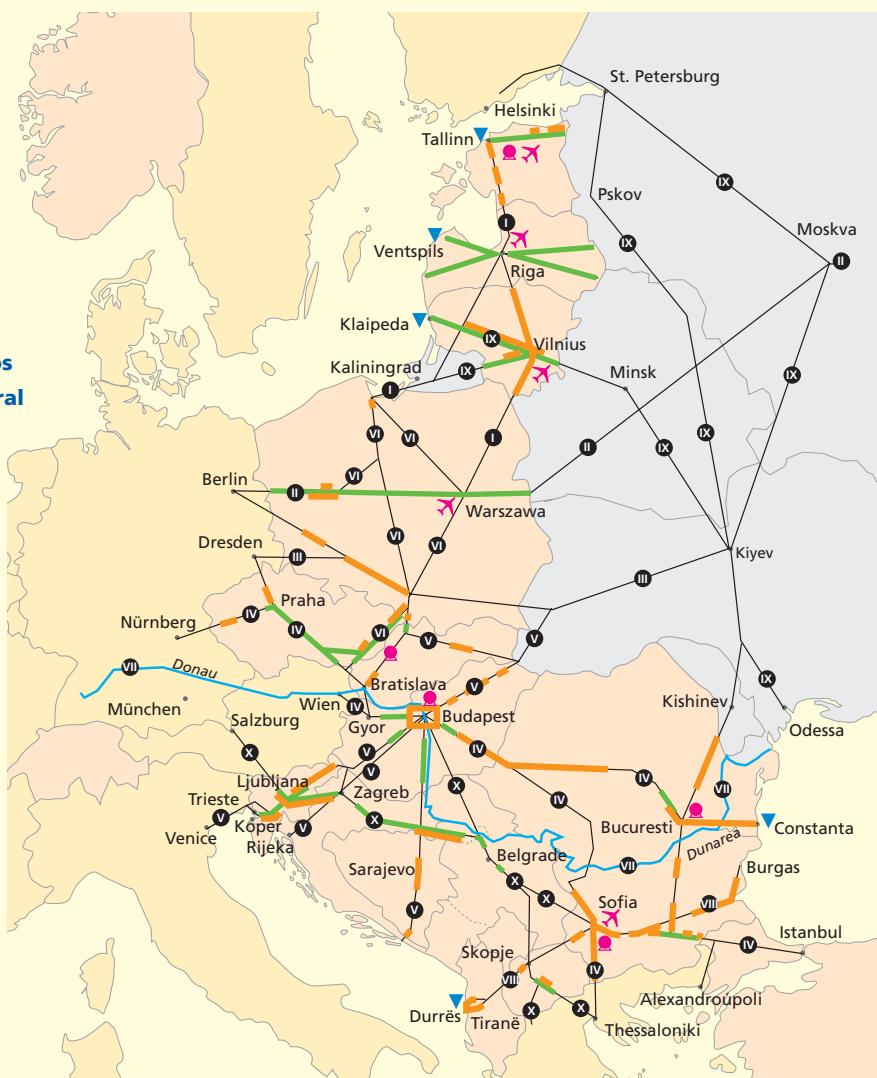 St. Petersburg
Helsinki
Tallinn
IX
Pskov
I
Moskva
IX
II
Ventspils
Riga
Klaipeda
IX
Vilnius
os
Kaliningrad
IX
Minsk
IX
ral
I
VI
VI
I
IX
IX
II
Berlin
II
VI
Warszawa
VI
VI
Dresden
III
Kiyev
III
Praha
IV
Nürnberg
IV
VI
V
V
VII
Donau
Bratislava
V
IX
München
Wien
IV
Kishinev
Gyor
Budapest
Odessa
Salzburg
X
V
IV
V
IV
VII
Ljubljana
X
Zagreb
IV
Trieste
V
Koper
V
X
Bucuresti
Constanta
Venice
Rijeka
Dunarea
Belgrade
VII
Sarajevo
Burgas
X
X
Sofia
VII
V
Istanbul
IV
Skopje
IV
VIII
Alexandroúpoli
Durrës
Tiranë
X
X
Thessaloniki